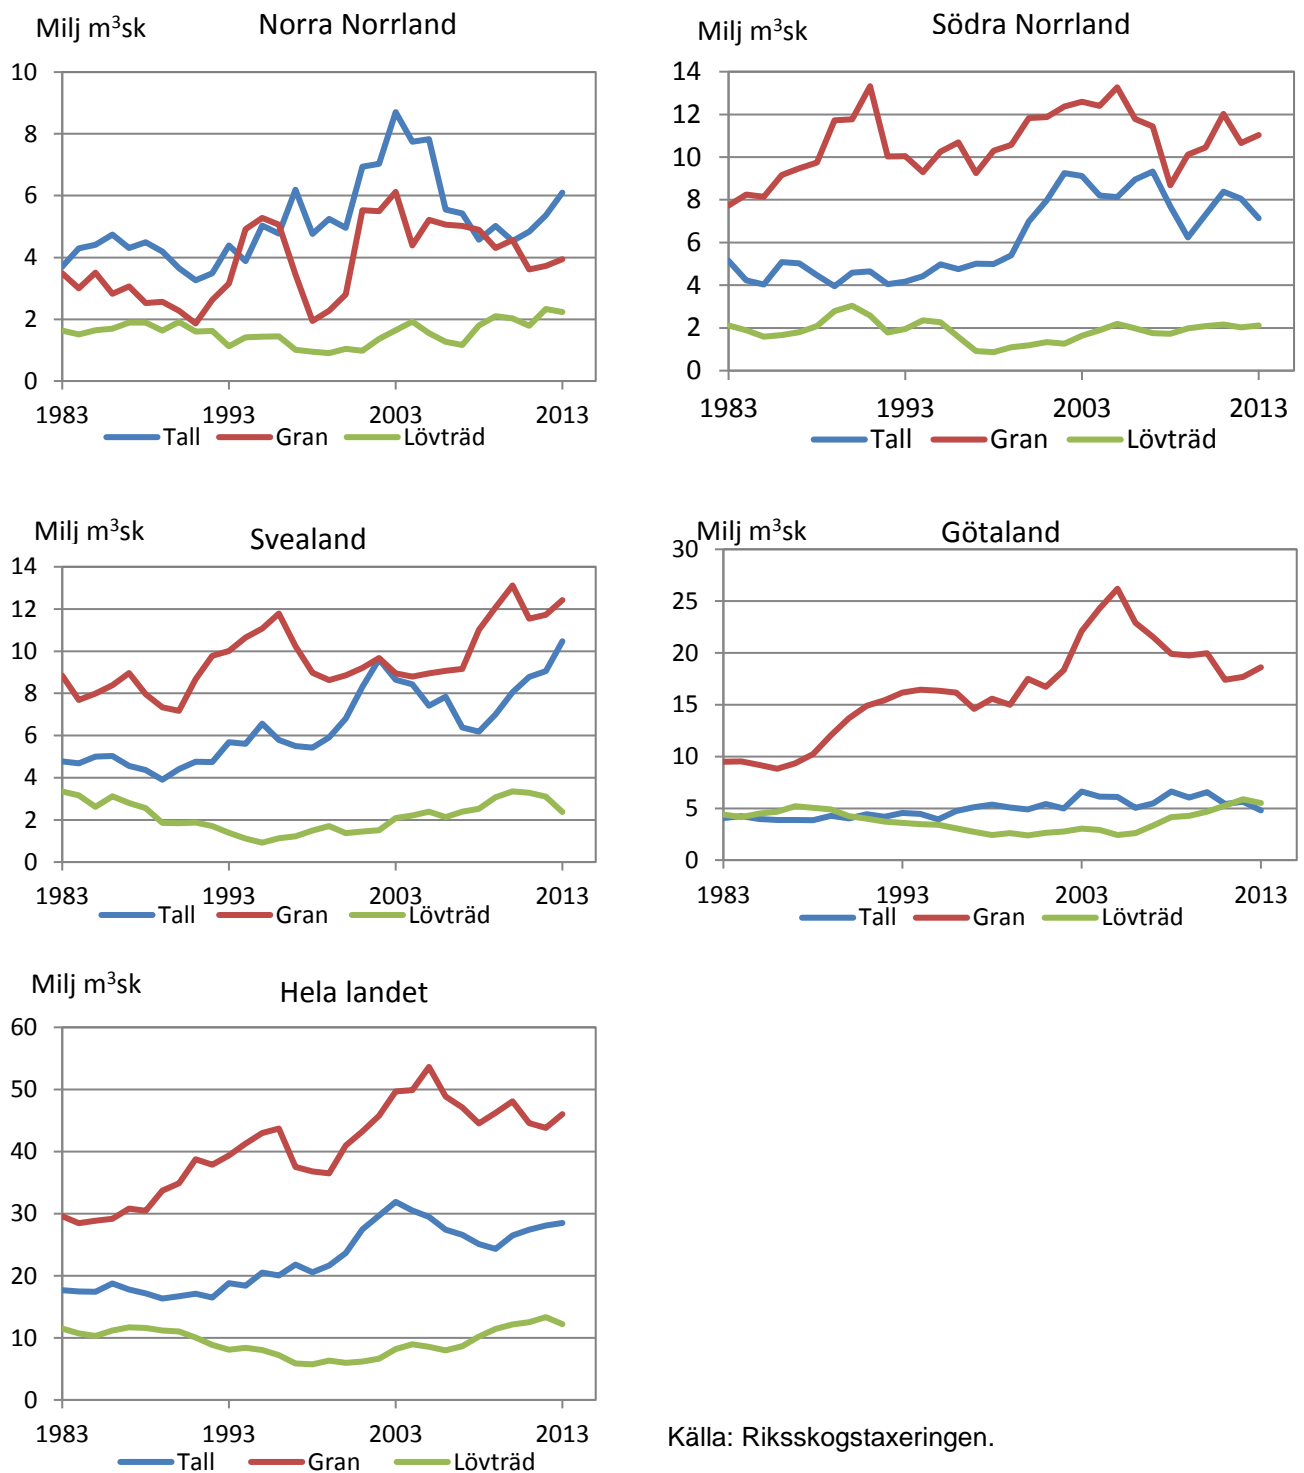 Milj m³sk
Norra Norrland
10
8
6
4
2
0
1983 1993 2003 2013
Tall Gran Lövträd
Milj m³sk
Södra Norrland
14
12
10
8
6
4
2
0
1983 1993 2003 2013
Tall Gran Lövträd
Milj m³sk
Svealand
14
12
10
8
6
4
2
0
1983 1993 2003 2013
Tall Gran Lövträd
Milj m³sk
Götaland
30
25
20
15
10
5
0
1983 1993 2003 2013
Tall Gran Lövträd
Milj m³sk
Hela landet
60
50
40
30
20
10
0
1983 1993 2003 2013
Tall Gran Lövträd
Källa: Riksskogstaxeringen.